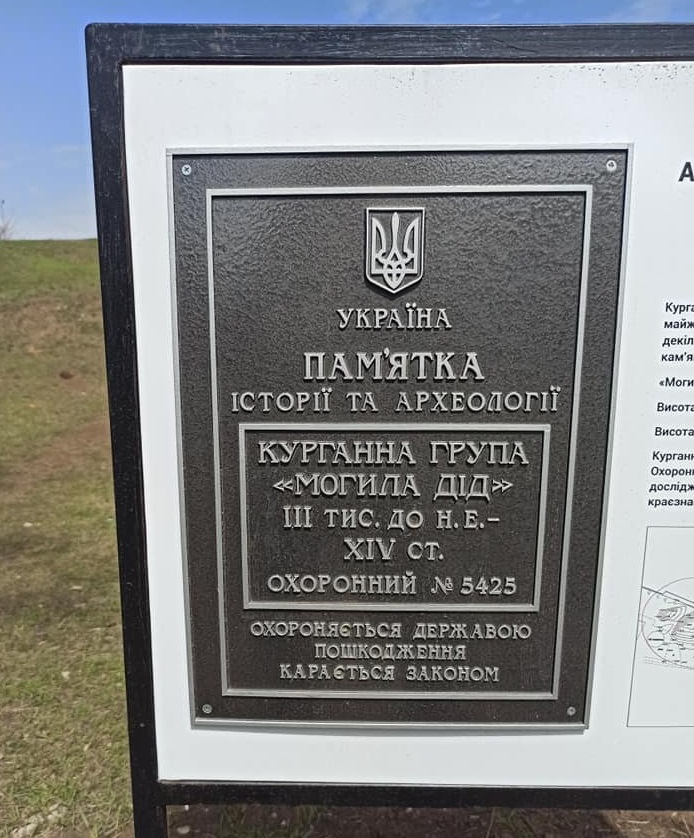 УКРАЇНА
ПАМ'ЯТКА
ІСТОРІЇ ТА АРХЕОЛОГІЇ
КУРГАННА ГРУПА
«МОГИЛА ДІД»
III ТИС. ДО Н.Е.–
XIV СТ.
ОХОРОННИЙ № 5425
ОХОРОНЯЄТЬСЯ ДЕРЖАВОЮ
ПОШКОДЖЕННЯ
КАРАЄТЬСЯ ЗАКОНОМ